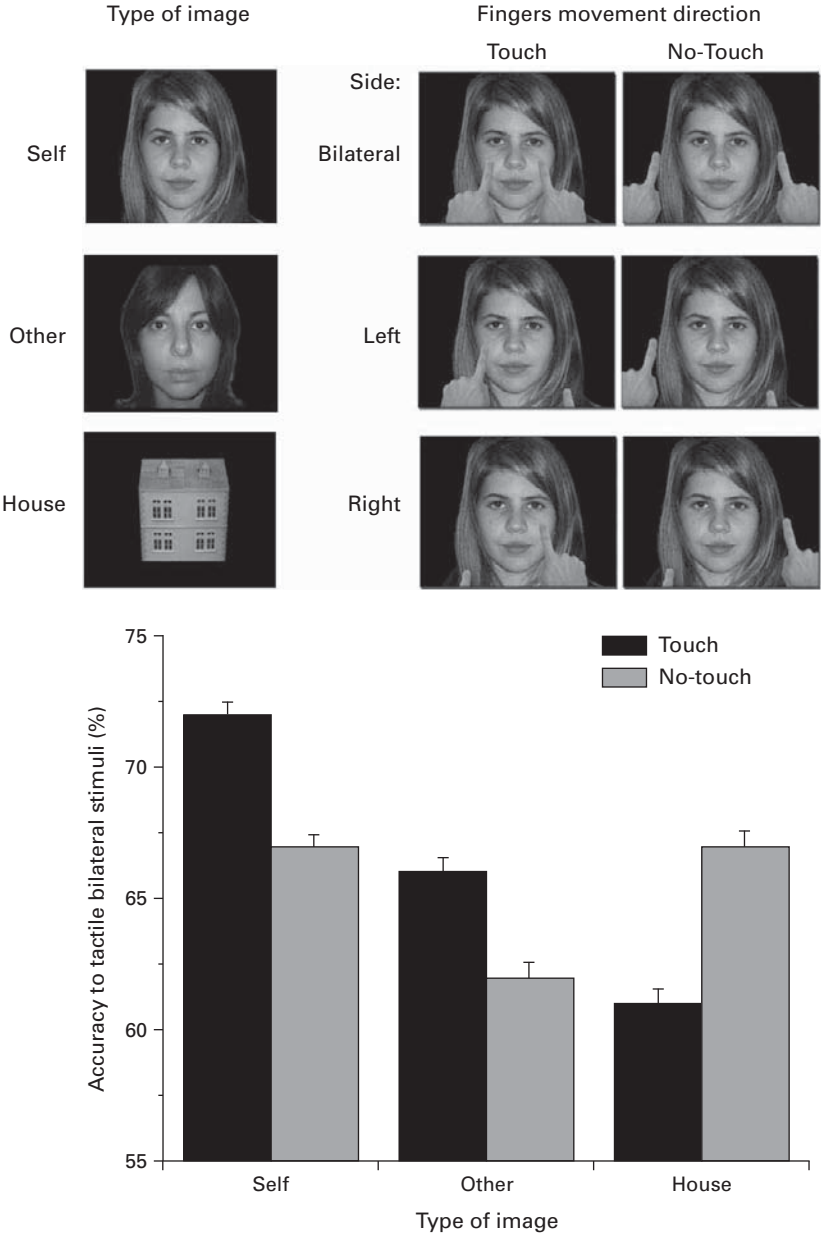 Type of image
Fingers movement direction
Touch
No-Touch
Side:
Self
Bilateral
Other
Left
House
Right
75
70
65
60
55
Accuracy to tactile bilateral stimuli (%)
Touch
No-touch
Self
Other
House
Type of image